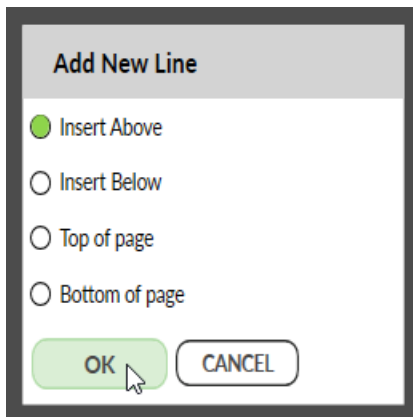 Add New Line
Insert Above
Insert Below
Top of page
Bottom of page
OK CANCEL